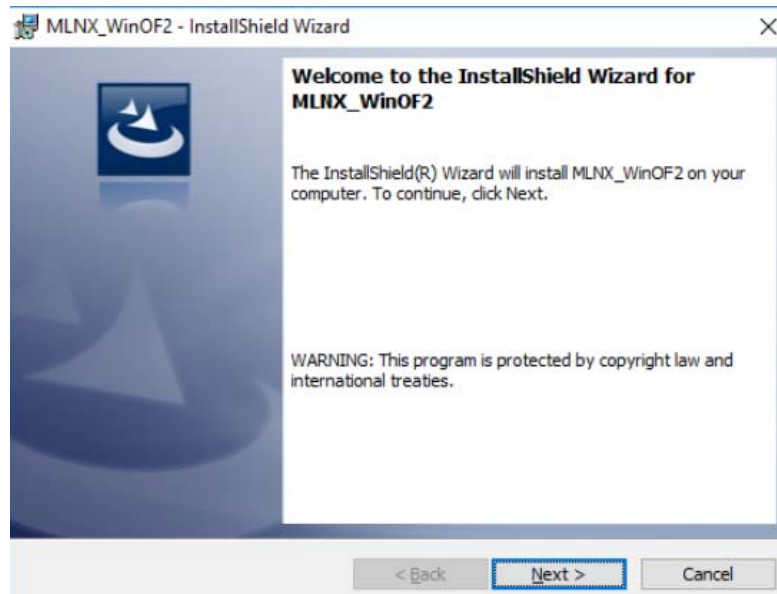 MLNX_WinOF2 - InstallShield Wizard
Welcome to the InstallShield Wizard for
MLNX_WinOF2
The InstallShield(R) Wizard will install MLNX_WinOF2 on your
computer. To continue, click Next.
WARNING: This program is protected by copyright law and
international treaties.
< Back
Next >
Cancel